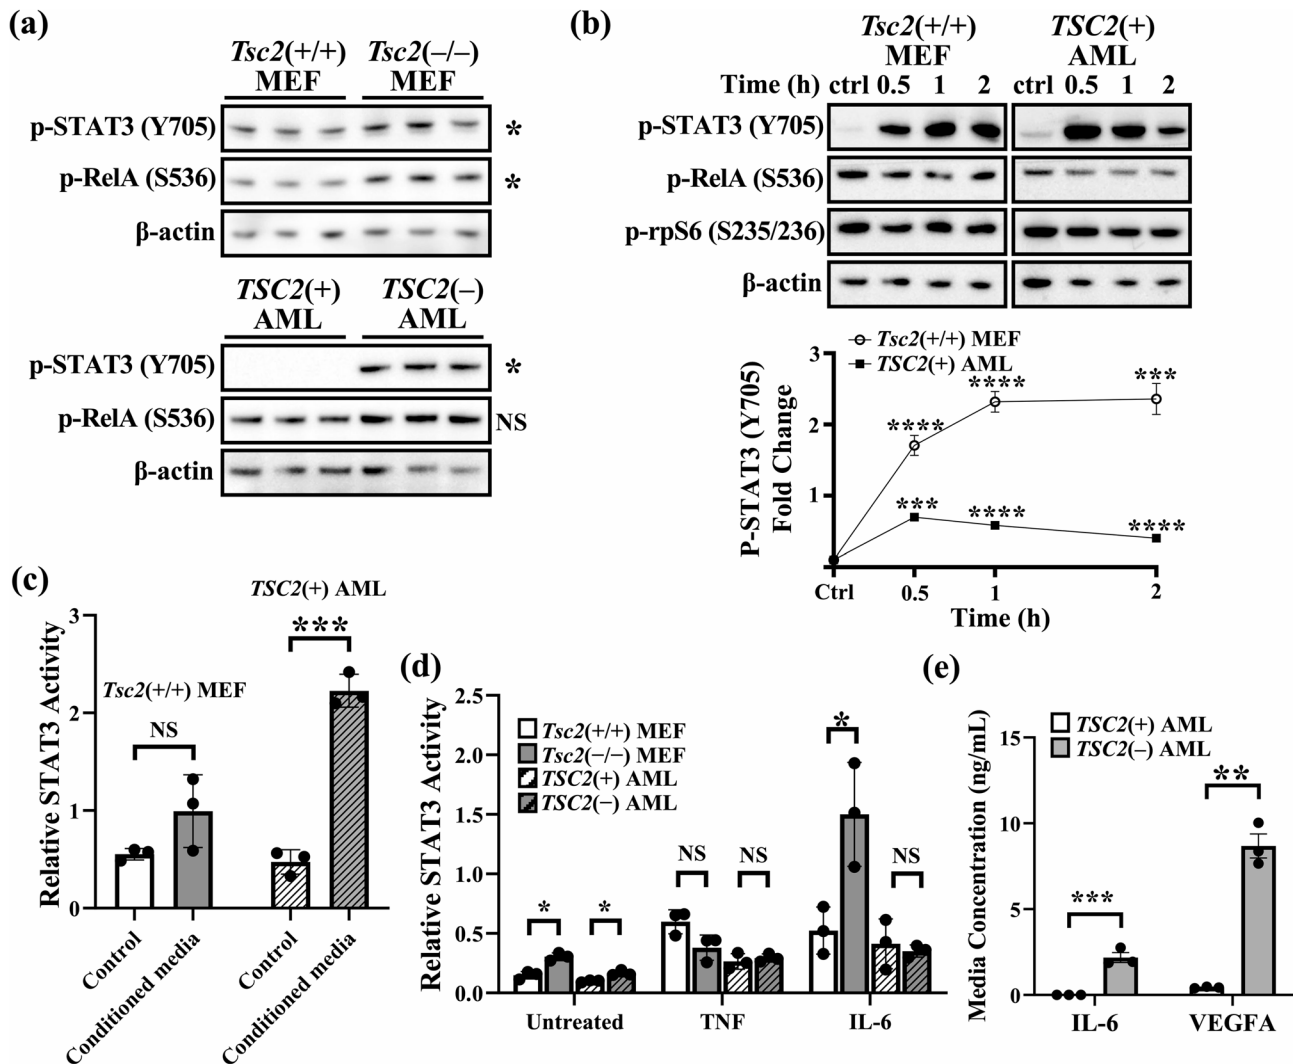 (a)
Tsc2(+/+) Tsc2(–/–)
MEF MEF
p-STAT3 (Y705) *
p-RelA (S536) *
β-actin
TSC2(+) TSC2(–)
AML AML
p-STAT3 (Y705) *
p-RelA (S536) NS
β-actin
(b)
Tsc2(+/+) TSC2(+)
MEF AML
Time (h) ctrl 0.5 1 2 ctrl 0.5 1 2
p-STAT3 (Y705)
p-RelA (S536)
p-rpS6 (S235/236)
β-actin
Tsc2(+/+) MEF
TSC2(+) AML
P-STAT3 (Y705)
Fold Change
3
2
1
**** **** ***
*** **** ****
Ctrl 0.5 1 2
Time (h)
(c)
TSC2(+) AML
Relative STAT3 Activity
3
2
1
0
Tsc2(+/+) MEF
NS
***
Control
Conditioned media
Control
Conditioned media
(d)
Relative STAT3 Activity
2.5
2.0
1.5
1.0
0.5
0.0
Tsc2(+/+) MEF
Tsc2(–/–) MEF
TSC2(+) AML
TSC2(–) AML
* *
NS NS
* NS
Untreated TNF IL-6
(e)
TSC2(+) AML
TSC2(–) AML
Media Concentration (ng/mL)
15
10
5
0
***
**
IL-6 VEGFA